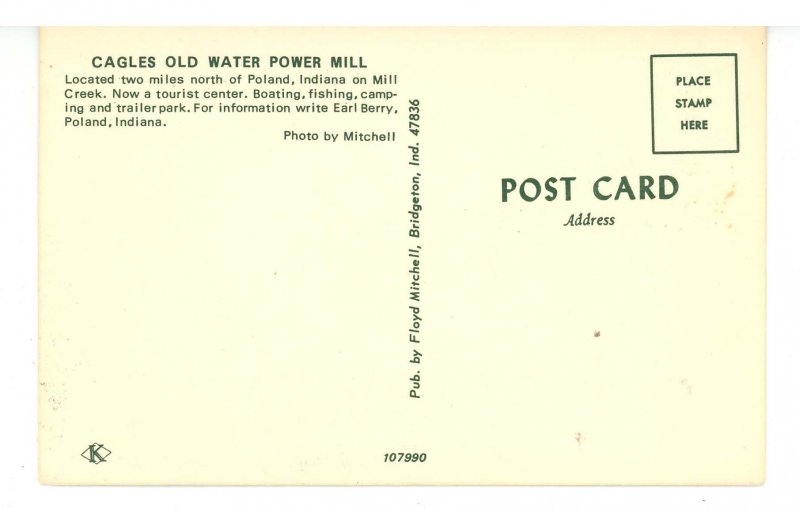 CAGLES OLD WATER POWER MILL
Located two miles north of Poland, Indiana on Mill
Creek. Now a tourist center. Boating, fishing, camp-
ing and trailer park. For information write Earl Berry,
Poland, Indiana.
Photo by Mitchell
Pub. by Floyd Mitchell, Bridgeton, Ind. 47836
PLACE
STAMP
HERE
POST CARD
Address
K
107990